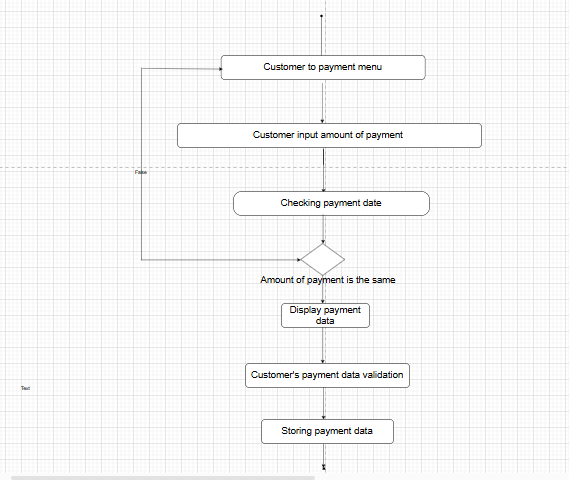 Customer to payment menu
Customer input amount of payment
False
Checking payment date
Amount of payment is the same
Display payment
data
Customer's payment data validation
Text
Storing payment data